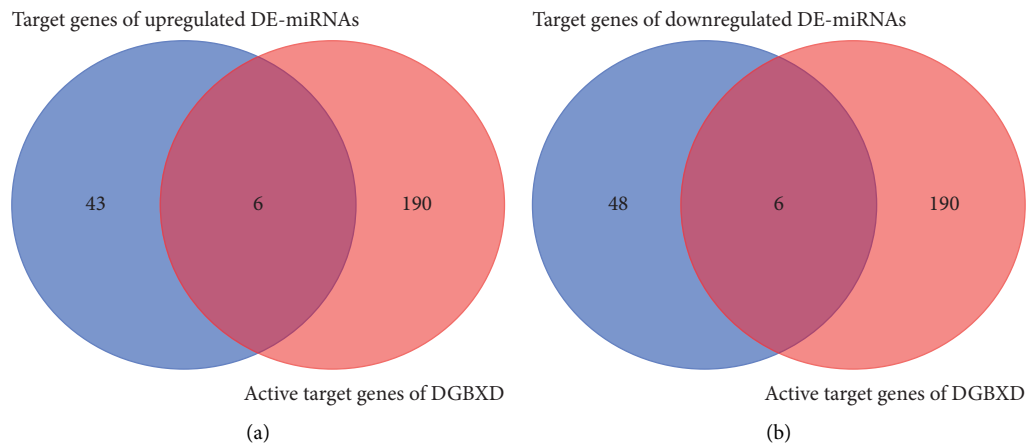 Target genes of upregulated DE-miRNAs
43
6
190
Active target genes of DGBXD
(a)
Target genes of downregulated DE-miRNAs
48
6
190
Active target genes of DGBXD
(b)